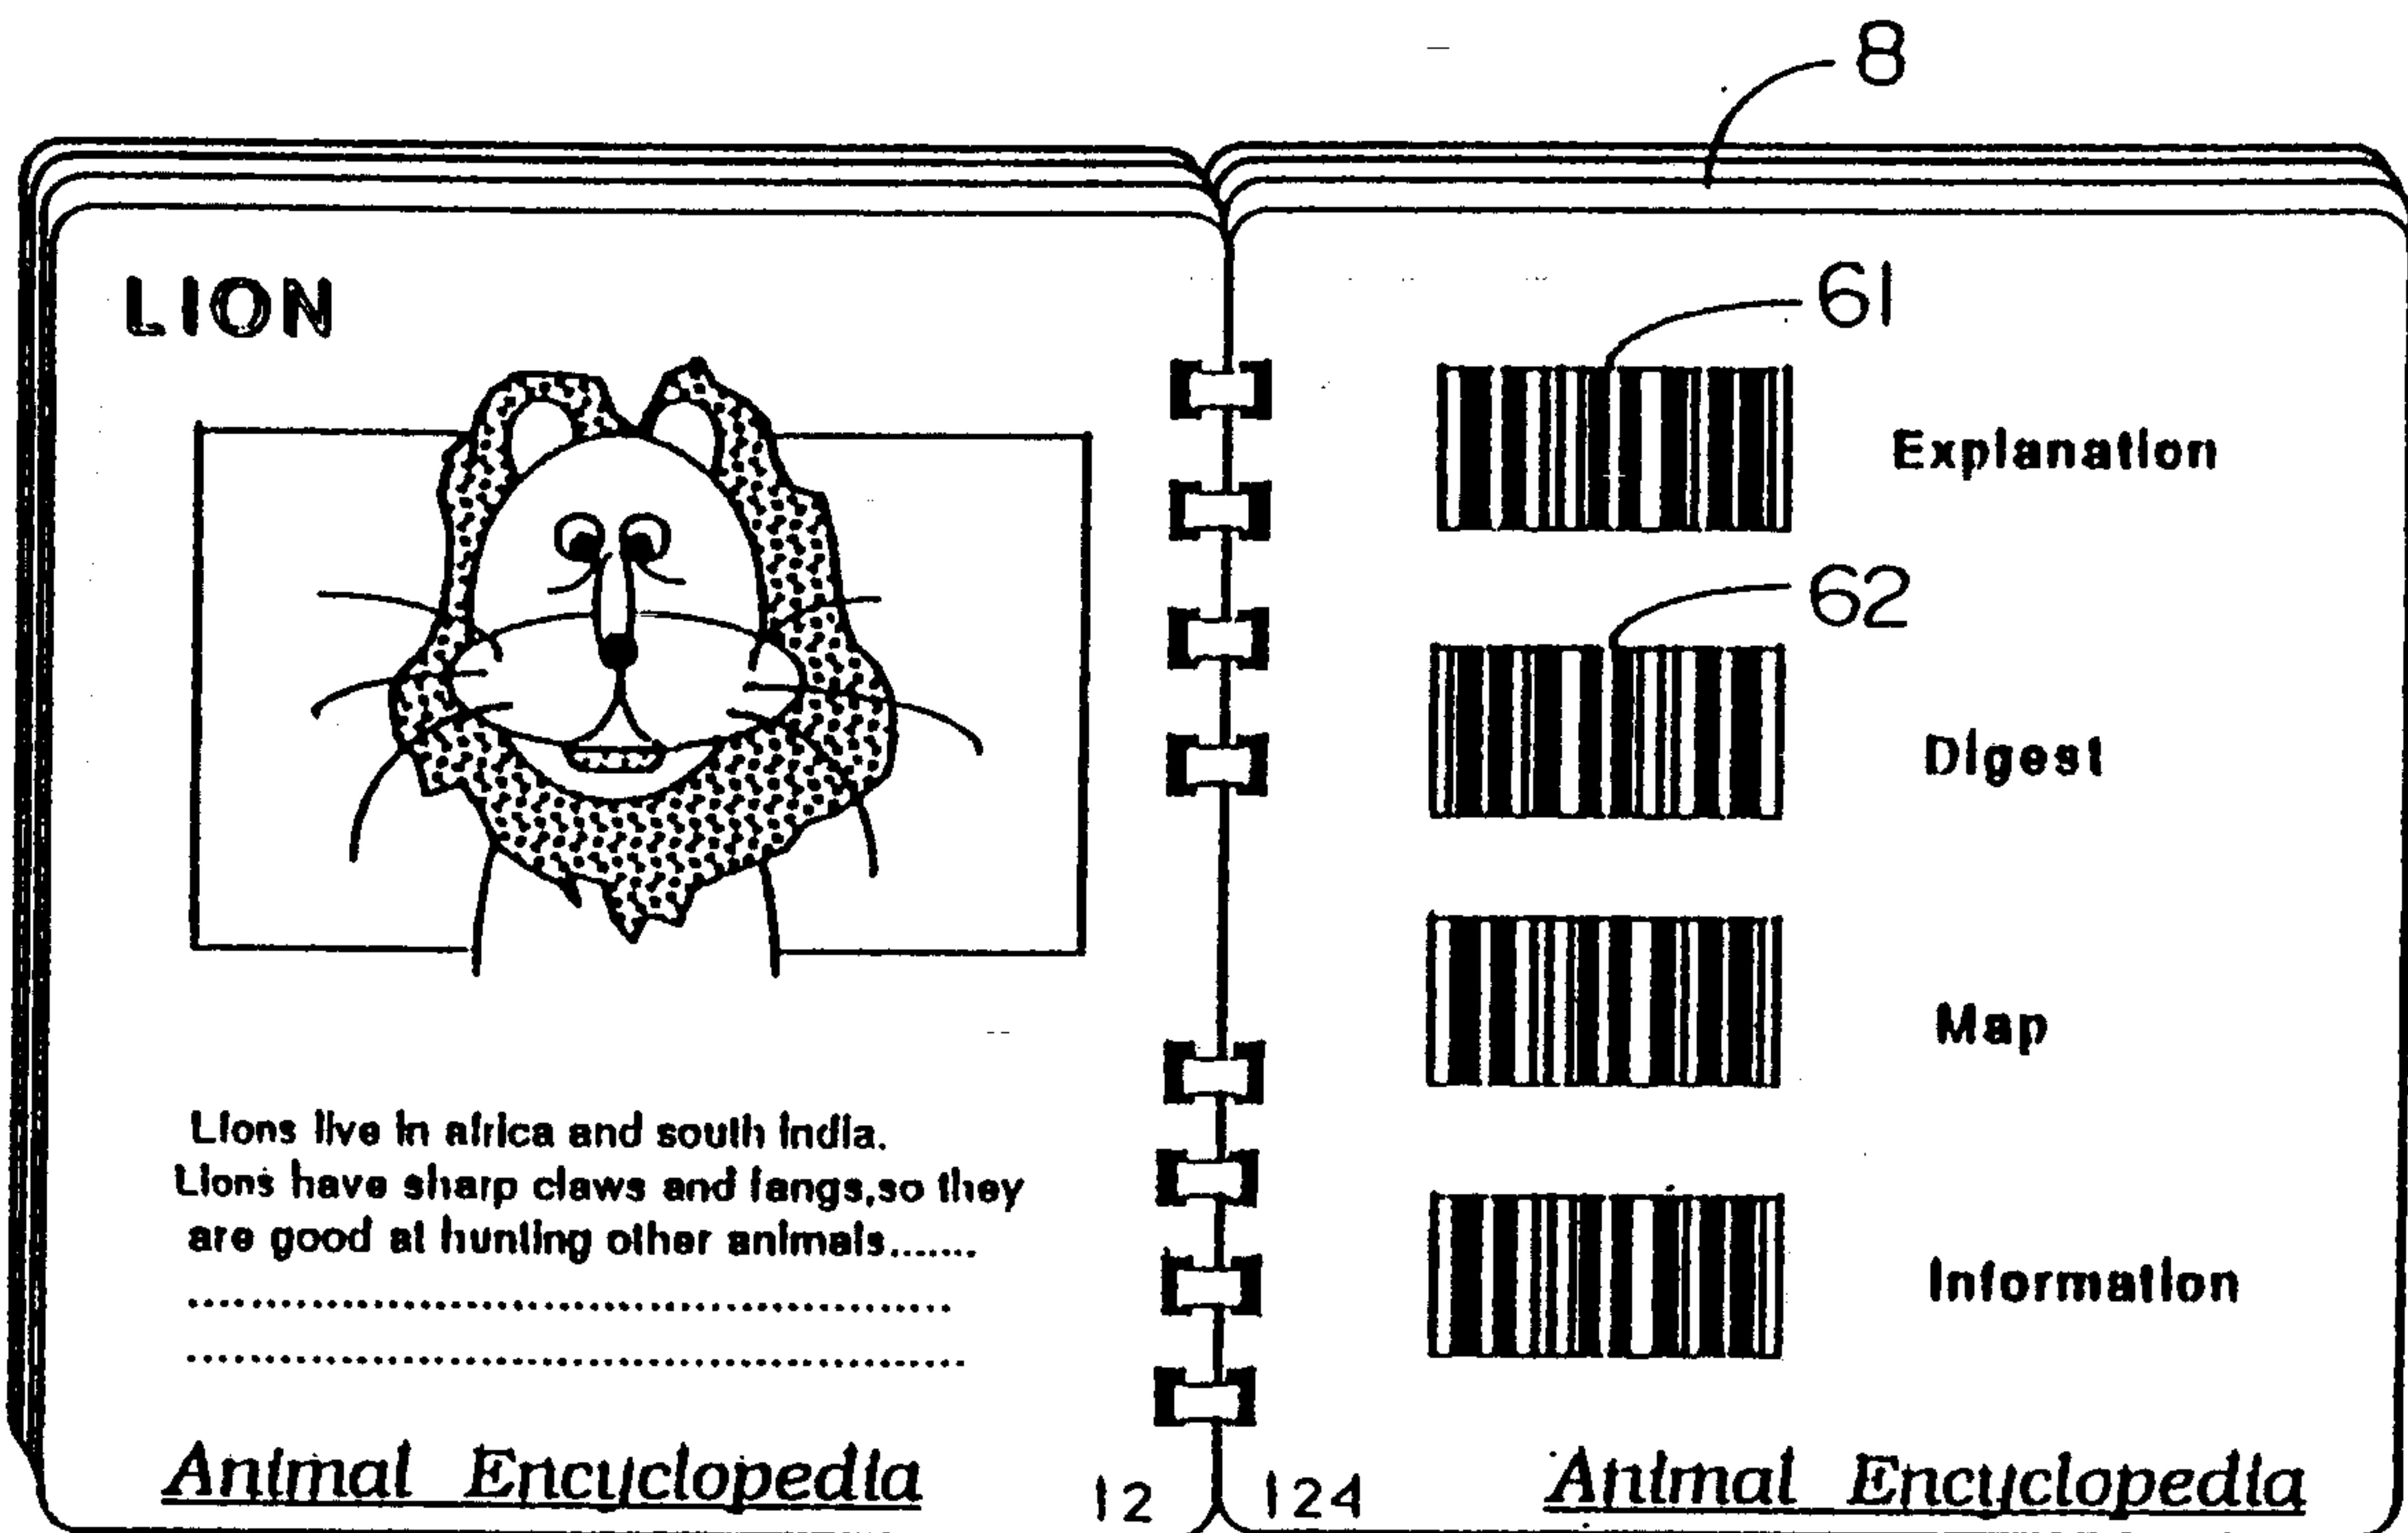 8
LION
Lions live in africa and south india.
Lions have sharp claws and fangs,so they
are good at hunting other animals.......
Animal Encyclopedia
12
61
Explanation
62
Digest
Map
Information
124
Animal Encyclopedia